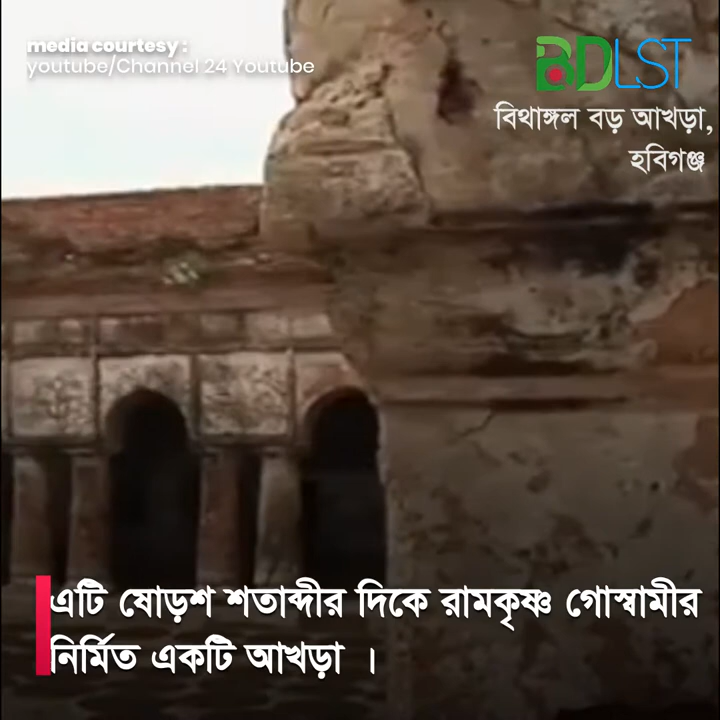 media courtesy :
youtube/Channel 24 Youtube
BDLST
বিথাঙ্গল বড় আখড়া,
হবিগঞ্জ
এটি ষোড়শ শতাব্দীর দিকে রামকৃষ্ণ গোস্বামীর
নির্মিত একটি আখড়া ।